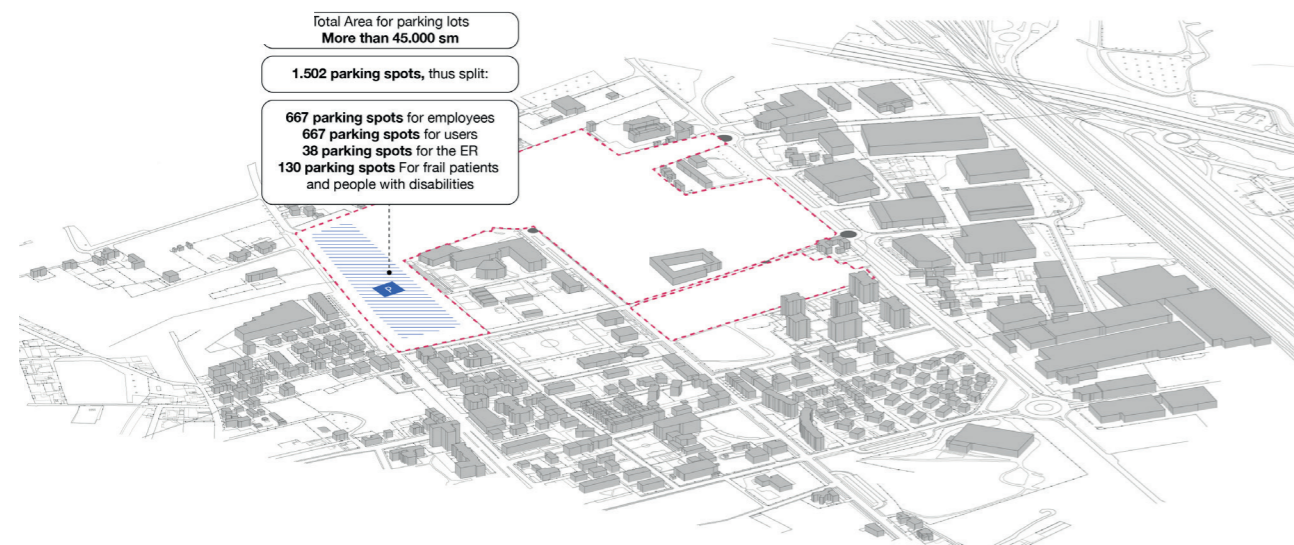 Total Area for parking lots
More than 45.000 sm
1.502 parking spots, thus split:
667 parking spots for employees
667 parking spots for users
38 parking spots for the ER
130 parking spots For frail patients
and people with disabilities
P